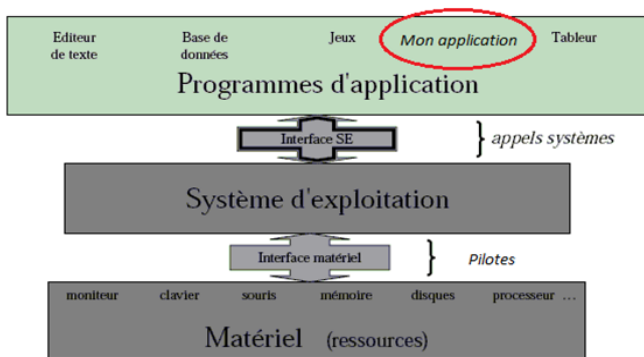 Editeur
de texte
Base de
données
Jeux
Mon application
Tableur
Programmes d'application
Interface SE
appels systèmes
Système d'exploitation
Interface matériel
Pilotes
moniteur clavier souris mémoire disques processeur ...
Matériel (ressources)